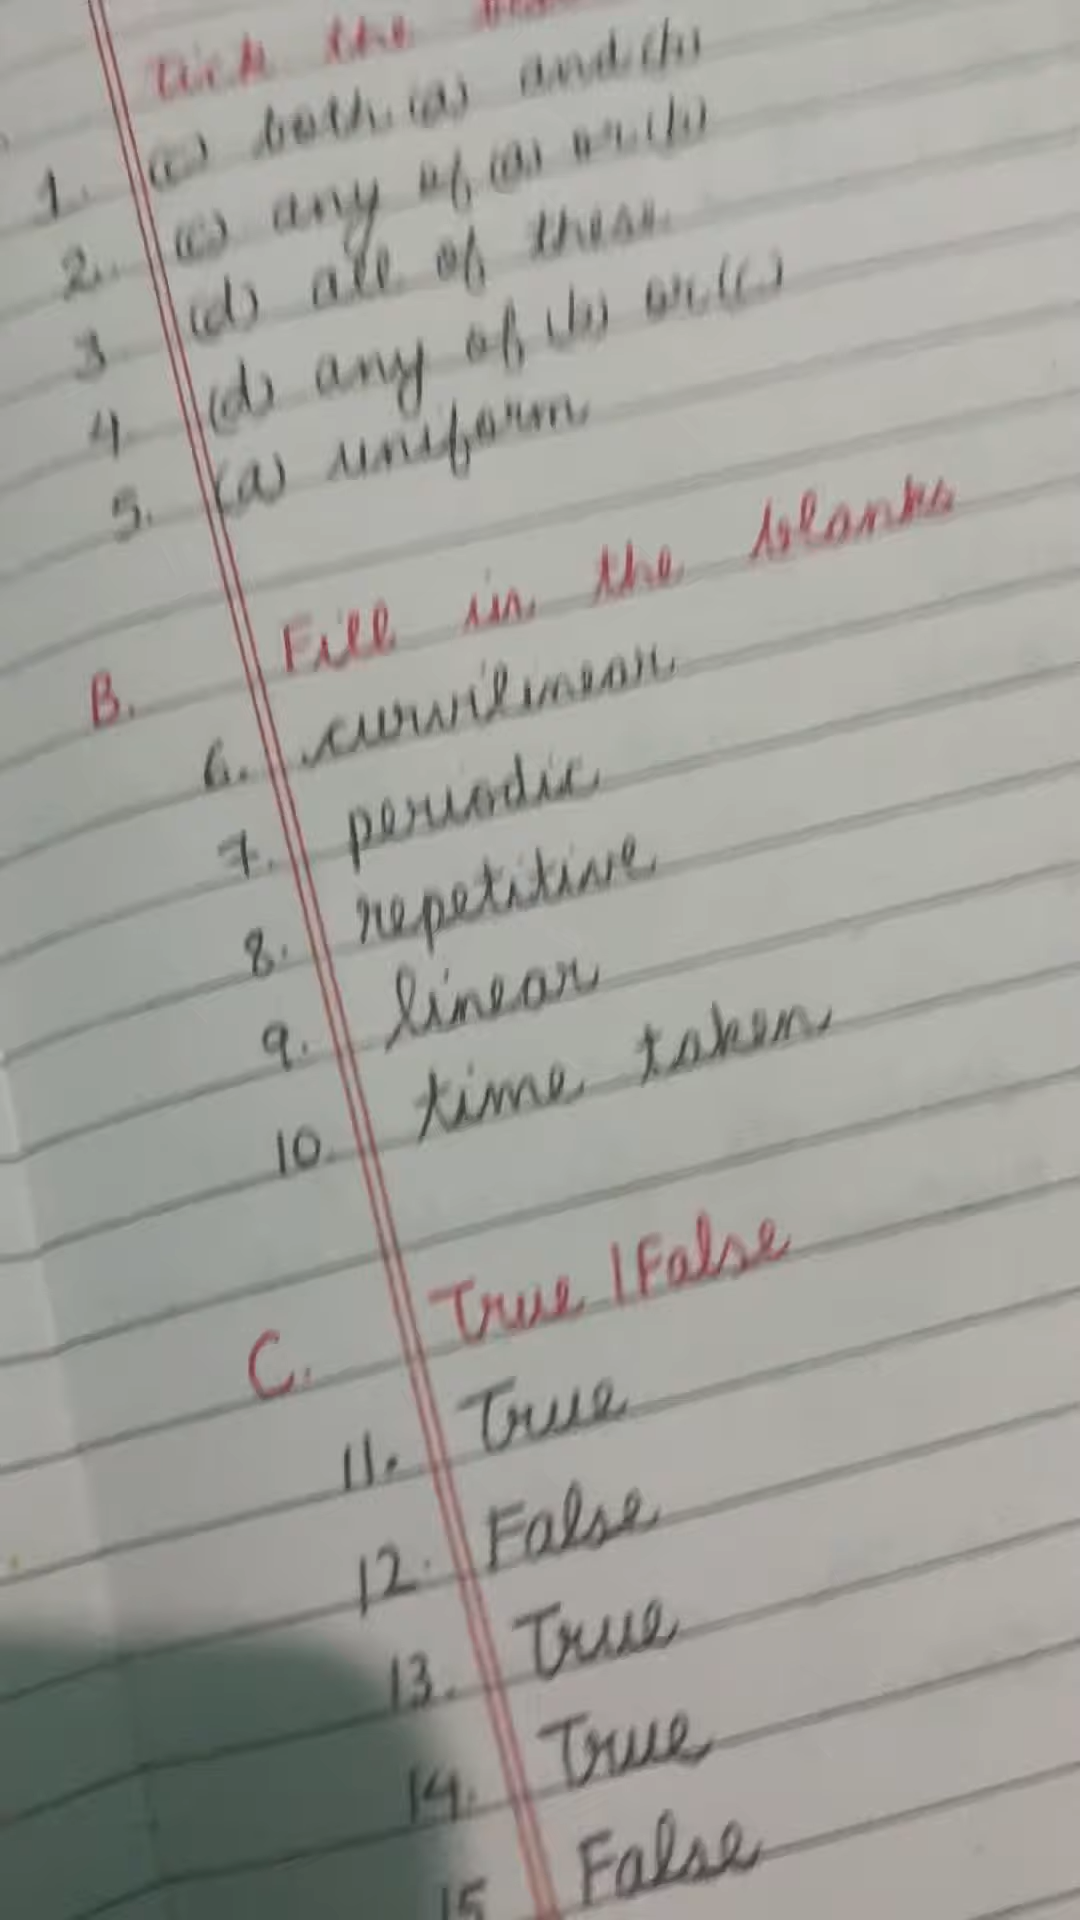 Tick the
1. (c) both (a) and (b)
2. (c) any of (a) or (b)
3 (d) all of these
4. (d) any of (b) or (c)
5. (a) uniform
B. Fill in the blanks
6. curvilinear
7. periodic
8. repetitive
9. linear
10. time taken
C. True | False
11. True
12. False
13. True
14. True
15 False